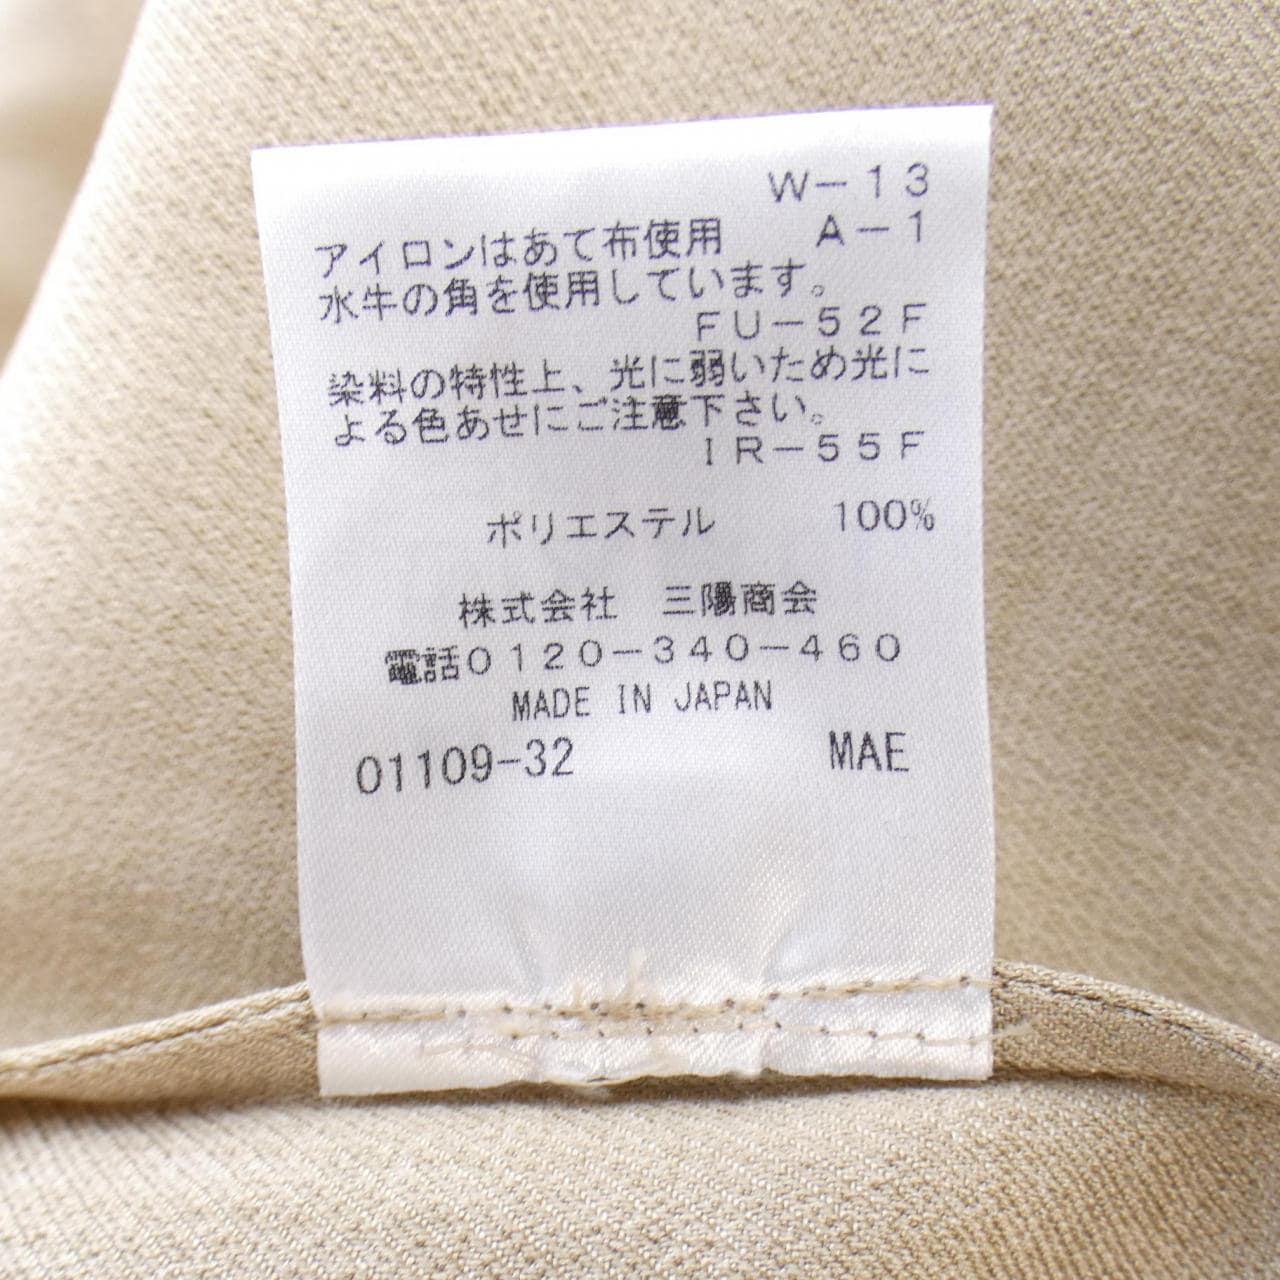 W－13
アイロンはあて布使用　A－1
水牛の角を使用しています。
FU－52F
染料の特性上、光に弱いため光に
よる色あせにご注意下さい。
IR－55F
ポリエステル　100%
株式会社　三陽商会
電話0120－340－460
MADE IN JAPAN
01109-32　MAE